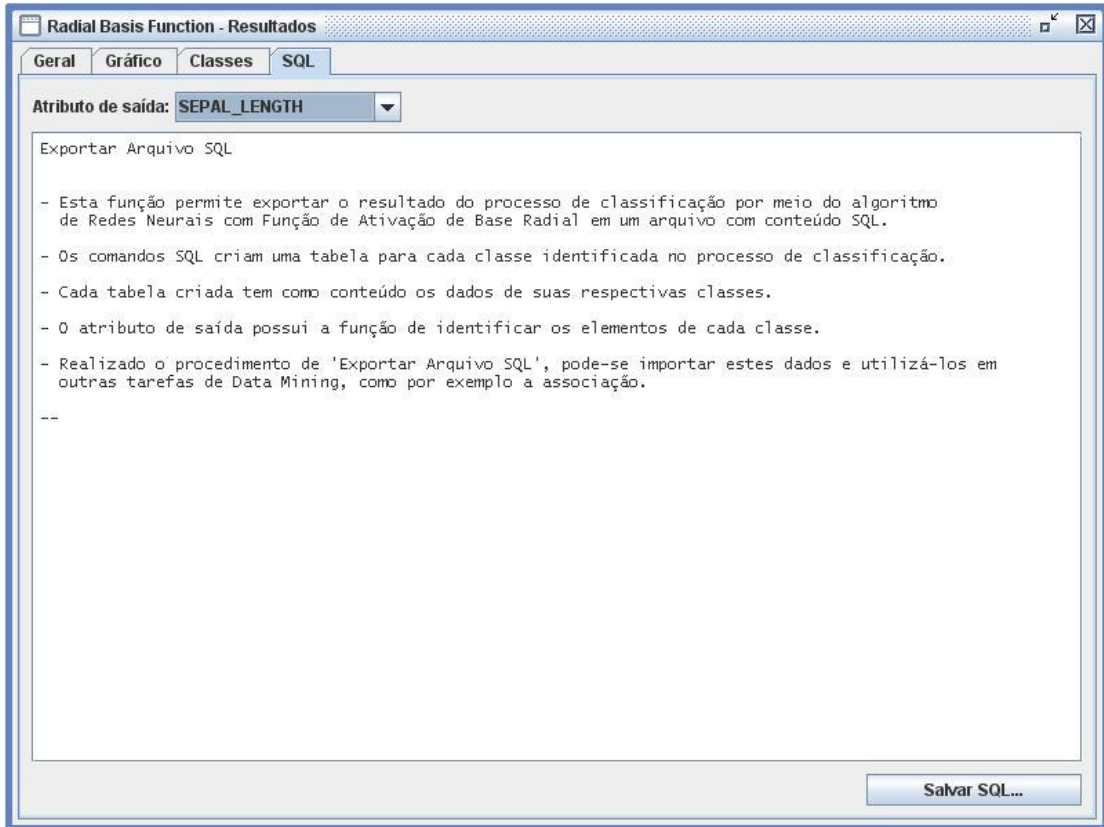 Radial Basis Function - Resultados
Geral Gráfico Classes SQL
Atributo de saída: SEPAL_LENGTH
Exportar Arquivo SQL
- Esta função permite exportar o resultado do processo de classificação por meio do algoritmo
de Redes Neurais com Função de Ativação de Base Radial em um arquivo com conteúdo SQL.
- Os comandos SQL criam uma tabela para cada classe identificada no processo de classificação.
- Cada tabela criada tem como conteúdo os dados de suas respectivas classes.
- O atributo de saída possui a função de identificar os elementos de cada classe.
- Realizado o procedimento de 'Exportar Arquivo SQL', pode-se importar estes dados e utilizá-los em
outras tarefas de Data Mining, como por exemplo a associação.
--
Salvar SQL...